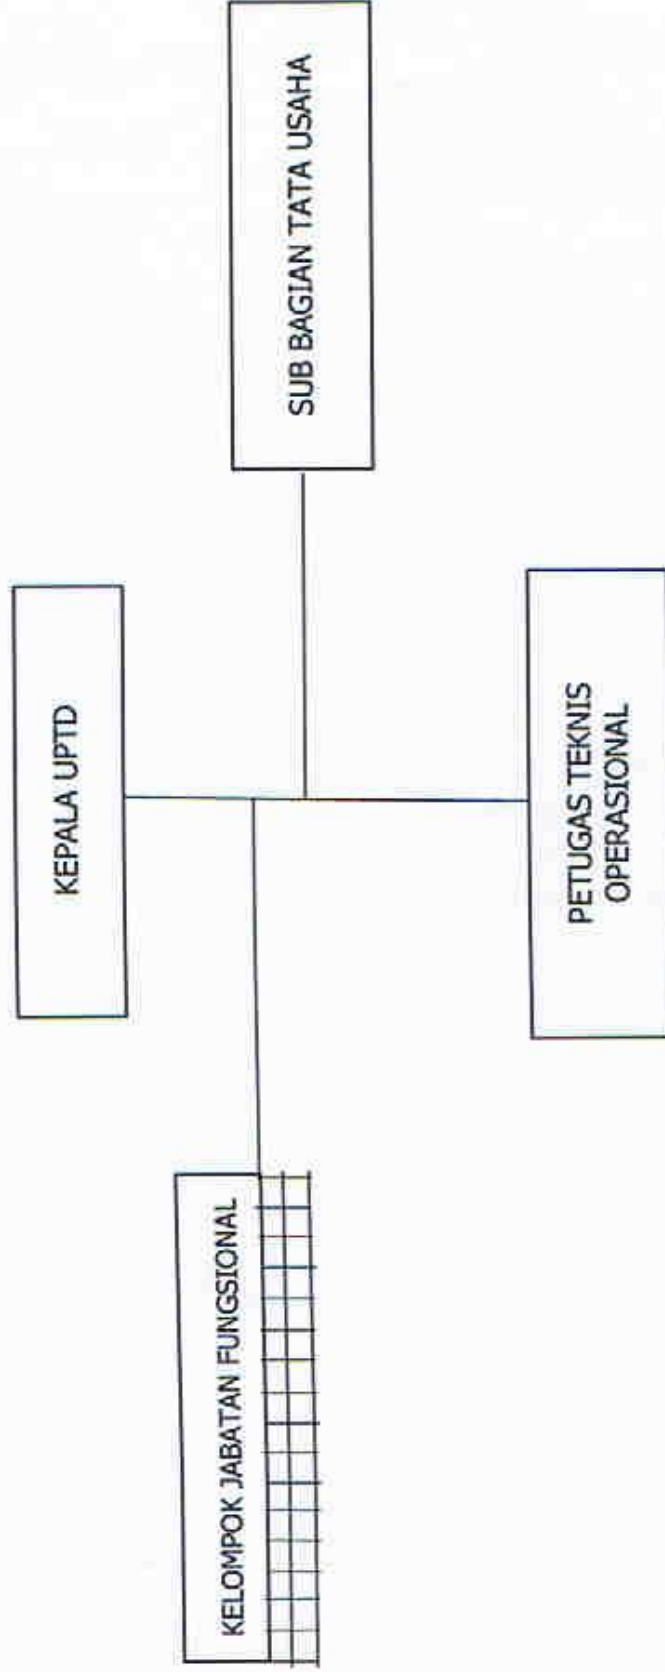 KEPALA UPTD
KELOMPOK JABATAN FUNGSIONAL
SUB BAGIAN TATA USAHA
PETUGAS TEKNIS
OPERASIONAL